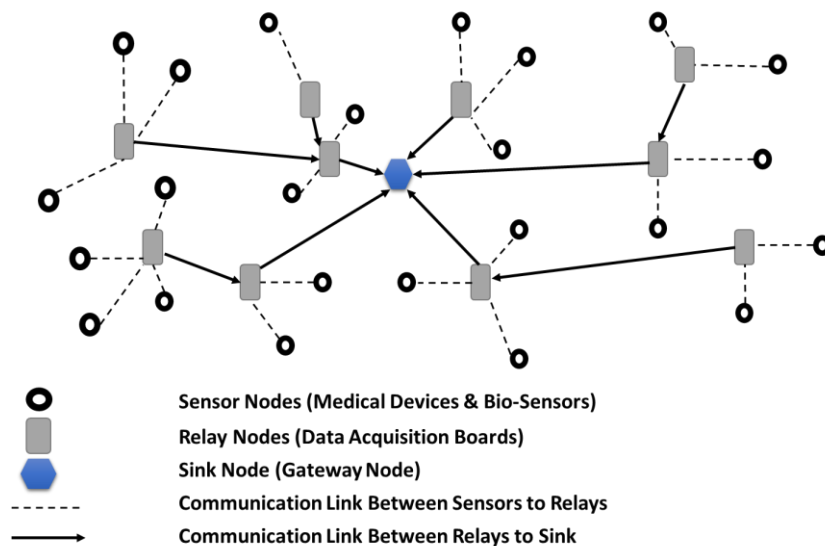 Sensor Nodes (Medical Devices & Bio-Sensors)
Relay Nodes (Data Acquisition Boards)
Sink Node (Gateway Node)
Communication Link Between Sensors to Relays
Communication Link Between Relays to Sink